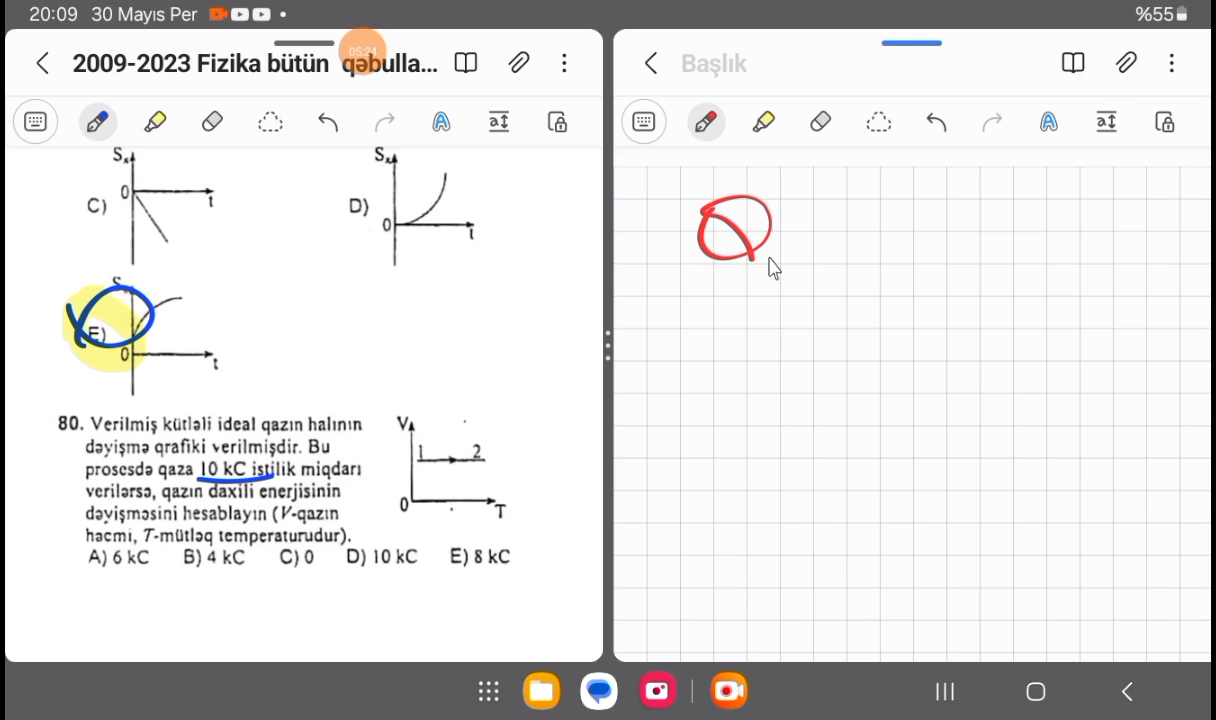 20:09 30 Mayıs Per • %55
05:24
2009-2023 Fizika bütün qəbulla...
Başlık
Sₓ
0
t
C)
Sₓ
0
t
D)
E)
0
t
80. Verilmiş kütləli ideal qazın halının
dəyişmə qrafiki verilmişdir. Bu
prosesdə qaza 10 kC istilik miqdarı
verilərsə, qazın daxili enerjisinin
dəyişməsini hesablayın (V-qazın
həcmi, T-mütləq temperaturudur).
V
1 2
0
T
A) 6 kC B) 4 kC C) 0 D) 10 kC E) 8 kC
Q